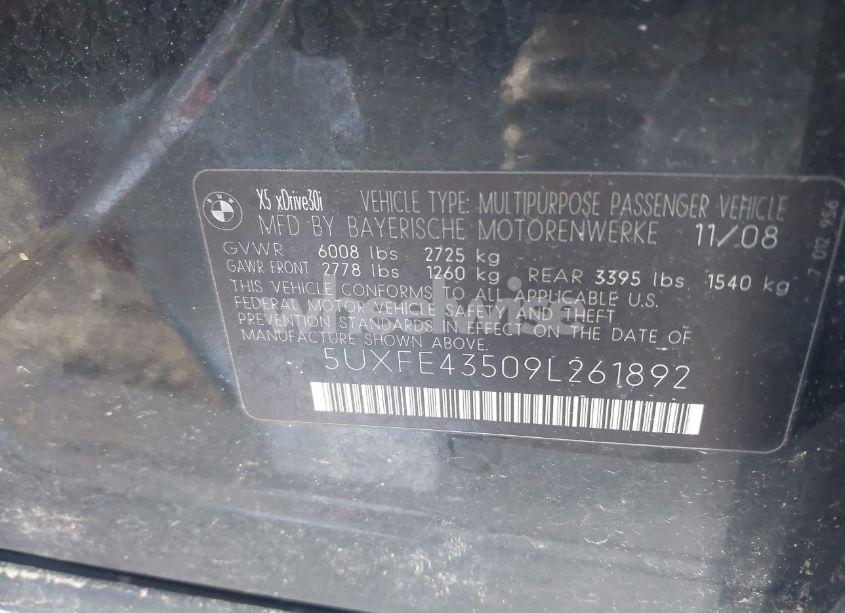 X5 xDrive30i VEHICLE TYPE: MULTIPURPOSE PASSENGER VEHICLE
MFD BY BAYERISCHE MOTORENWERKE 11/08
GVWR 6008 lbs 2725 kg
GAWR FRONT 2778 lbs 1260 kg REAR 3395 lbs 1540 kg
THIS VEHICLE CONFORMS TO ALL APPLICABLE U.S.
FEDERAL MOTOR VEHICLE SAFETY AND THEFT
PREVENTION STANDARDS IN EFFECT ON THE DATE OF
MANUFACTURE SHOWN ABOVE.
5UXFE43509L261892
7 012 956